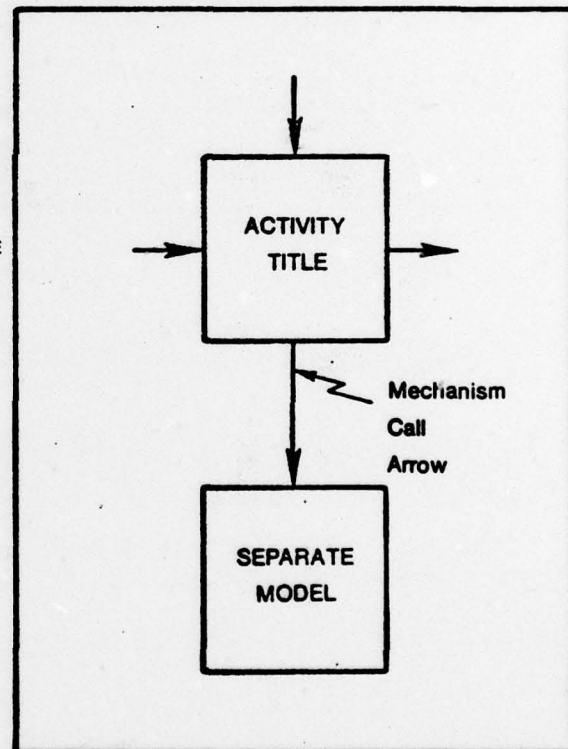 ACTIVITY
TITLE
Mechanism
Call
Arrow
SEPARATE
MODEL